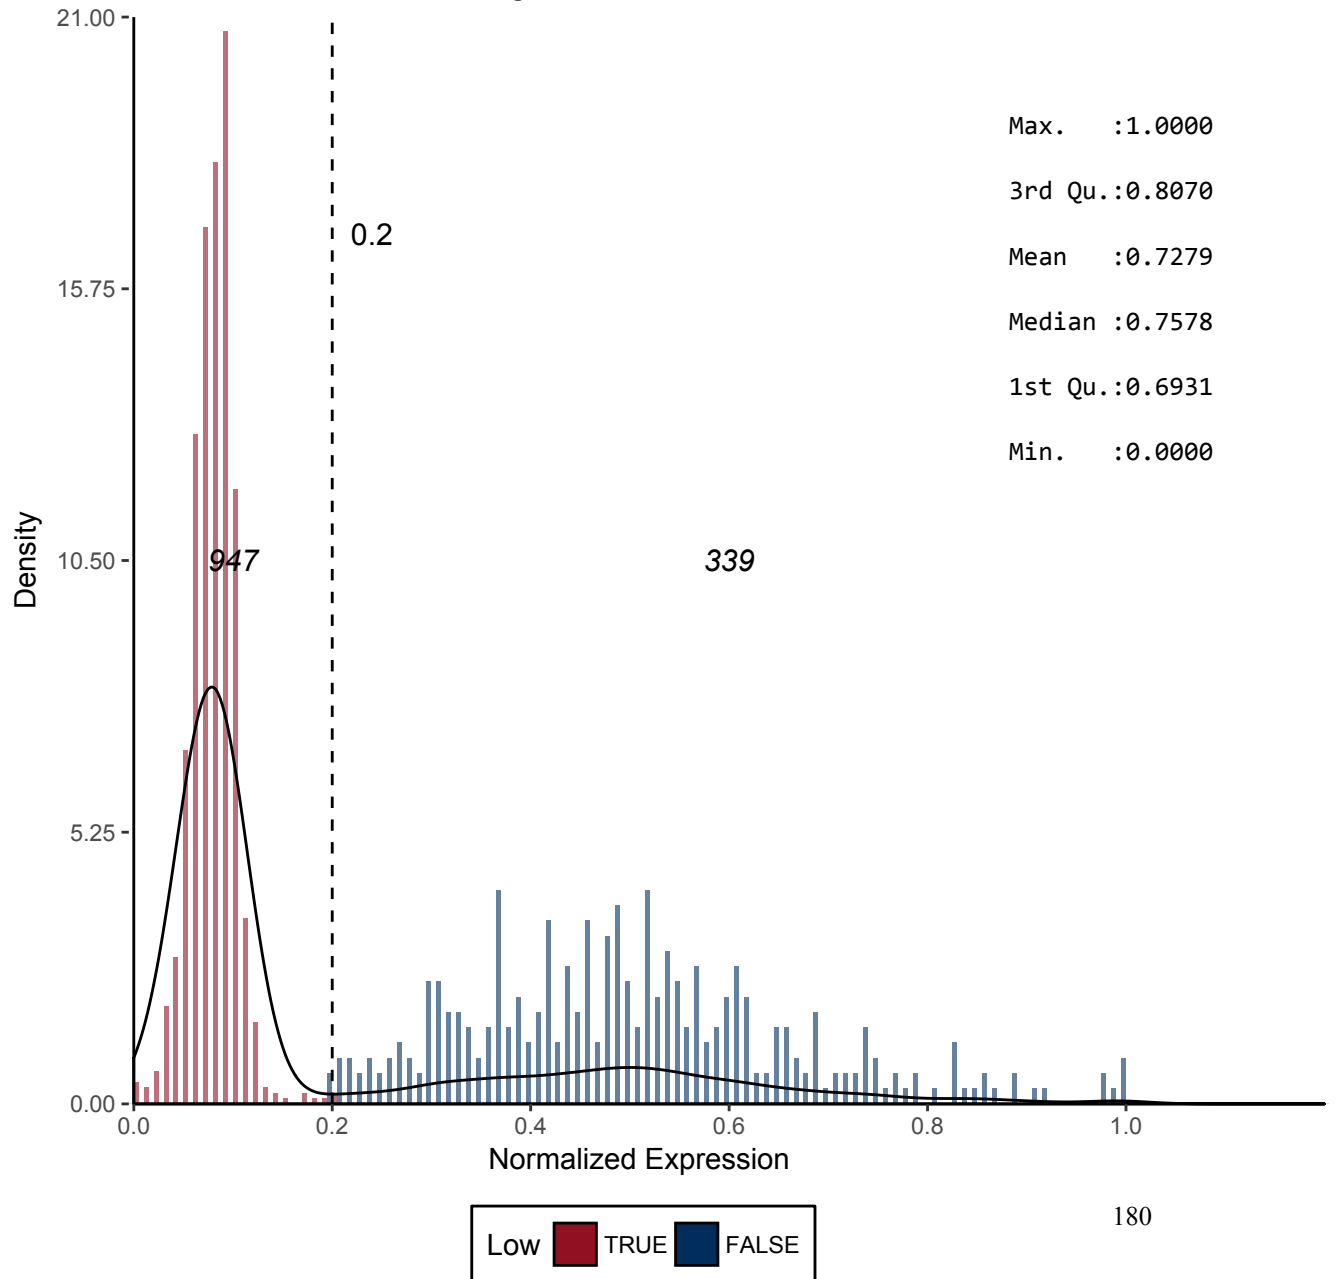 21.00
15.75
10.50
5.25
0.00
Density
0.2
947
339
Max. :1.0000
3rd Qu.:0.8070
Mean :0.7279
Median :0.7578
1st Qu.:0.6931
Min. :0.0000
0.0 0.2 0.4 0.6 0.8 1.0
Normalized Expression
180
Low TRUE FALSE